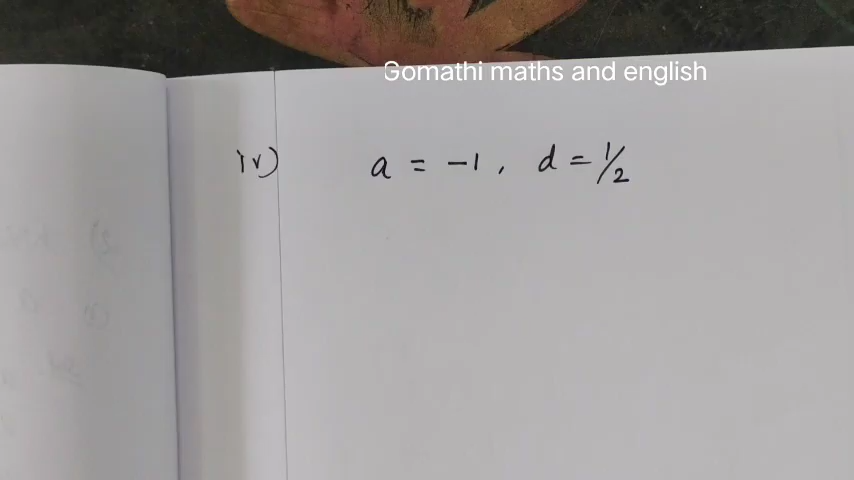 Gomathi maths and english
iv) a = -1, d = 1/2